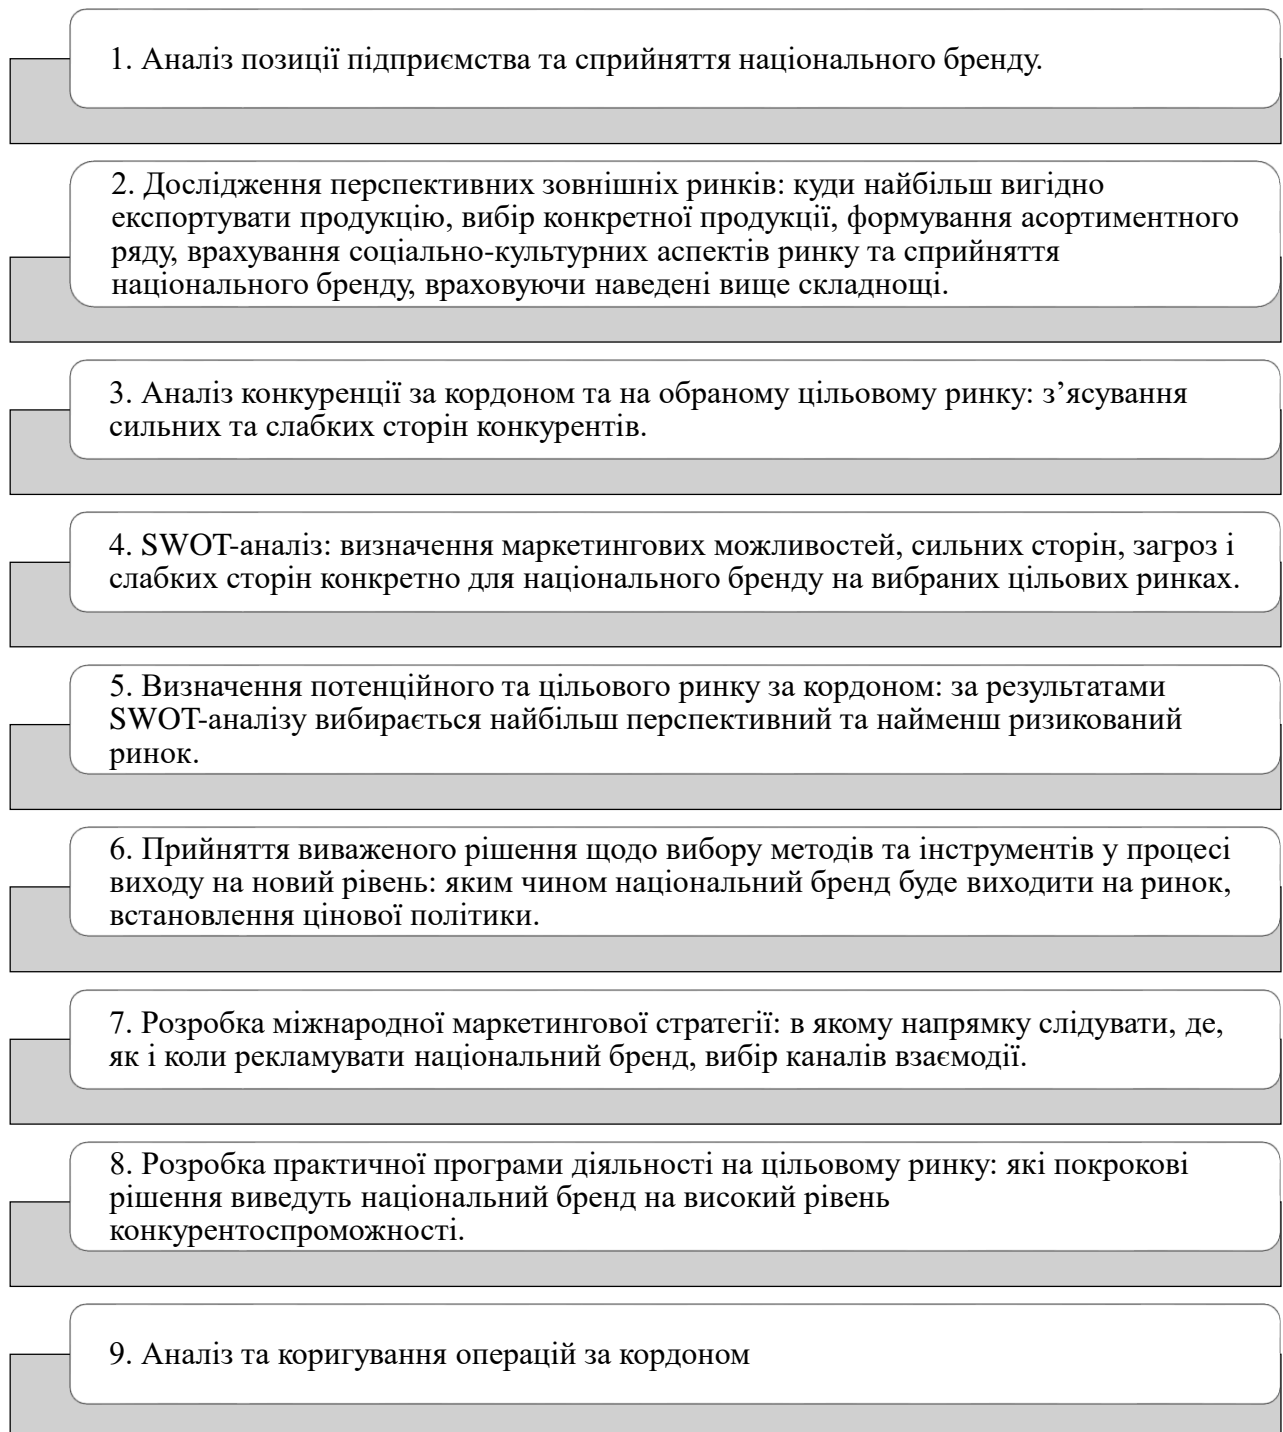 1. Аналіз позиції підприємства та сприйняття національного бренду.
2. Дослідження перспективних зовнішніх ринків: куди найбільш вигідно
експортувати продукцію, вибір конкретної продукції, формування асортиментного
ряду, врахування соціально-культурних аспектів ринку та сприйняття
національного бренду, враховуючи наведені вище складнощі.
3. Аналіз конкуренції за кордоном та на обраному цільовому ринку: з’ясування
сильних та слабких сторін конкурентів.
4. SWOT-аналіз: визначення маркетингових можливостей, сильних сторін, загроз і
слабких сторін конкретно для національного бренду на вибраних цільових ринках.
5. Визначення потенційного та цільового ринку за кордоном: за результатами
SWOT-аналізу вибирається найбільш перспективний та найменш ризикований
ринок.
6. Прийняття виваженого рішення щодо вибору методів та інструментів у процесі
виходу на новий рівень: яким чином національний бренд буде виходити на ринок,
встановлення цінової політики.
7. Розробка міжнародної маркетингової стратегії: в якому напрямку слідувати, де,
як і коли рекламувати національний бренд, вибір каналів взаємодії.
8. Розробка практичної програми діяльності на цільовому ринку: які покрокові
рішення виведуть національний бренд на високий рівень
конкурентоспроможності.
9. Аналіз та коригування операцій за кордоном